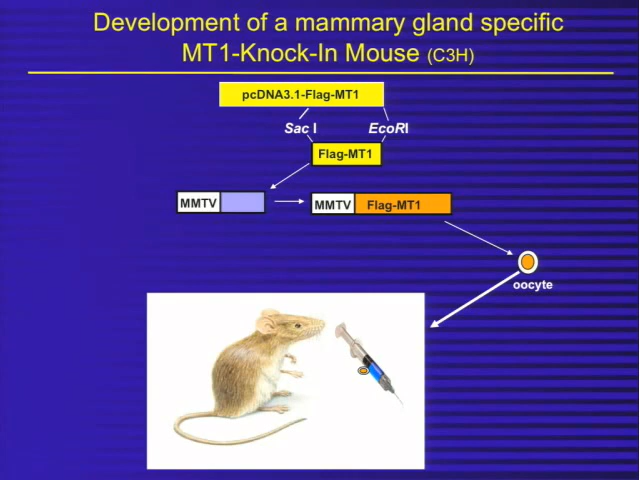 Development of a mammary gland specific
MT1-Knock-In Mouse (C3H)
pcDNA3.1-Flag-MT1
Sac I EcoRI
Flag-MT1
MMTV MMTV Flag-MT1
oocyte